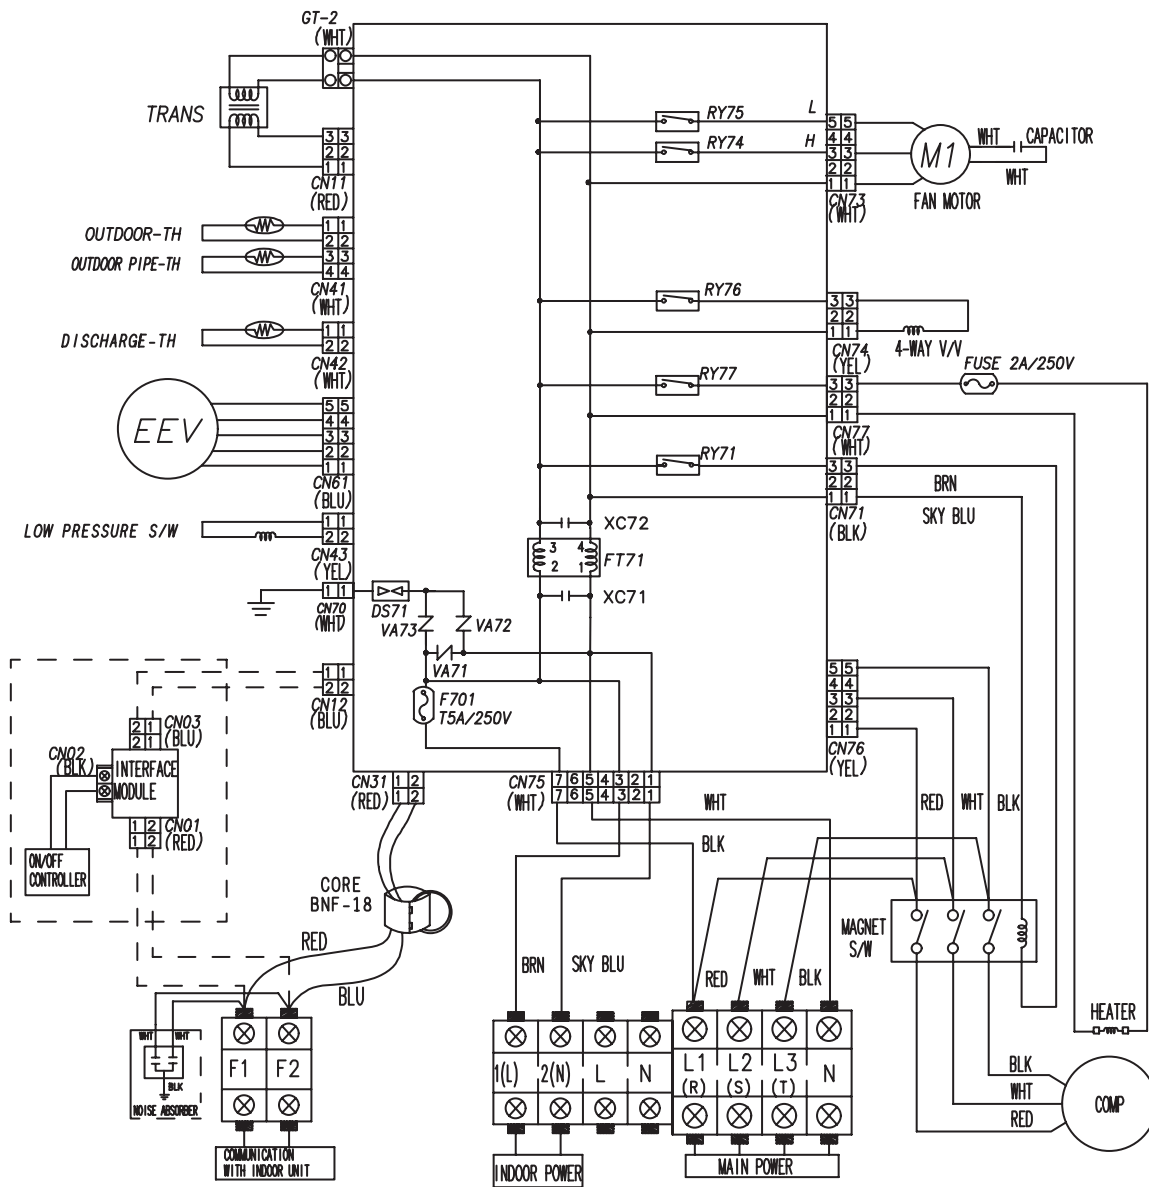 GT-2
(WHT)
TRANS
3 3
2 2
1 1
CN11
(RED)
OUTDOOR-TH
OUTDOOR PIPE-TH
1 1
2 2
3 3
4 4
CN41
(WHT)
DISCHARGE-TH
1 1
2 2
CN42
(WHT)
EEV
5 5
4 4
3 3
2 2
1 1
CN61
(BLU)
LOW PRESSURE S/W
1 1
2 2
CN43
(YEL)
1 1
CN70
(WHT)
DS71
VA73
VA72
VA71
F701
T5A/250V
1 1
2 2
CN12
(BLU)
RY75
L
RY74
H
5 5
4 4
3 3
2 2
1 1
CN73
(WHT)
M1
FAN MOTOR
WHT
CAPACITOR
WHT
RY76
3 3
2 2
1 1
CN74
(YEL)
4-WAY V/V
FUSE 2A/250V
RY77
3 3
2 2
1 1
CN77
(WHT)
RY71
3 3
2 2
1 1
CN71
(BLK)
BRN
SKY BLU
XC72
3 4
2 1
FT71
XC71
5 5
4 4
3 3
2 2
1 1
CN76
(YEL)
CN31
(RED)
1 2
1 2
CN75
(WHT)
7 6 5 4 3 2 1
7 6 5 4 3 2 1
WHT
BLK
RED
WHT
BLK
CN03
(BLU)
2 1
2 1
CN02
(BLK)
INTERFACE
MODULE
1 2
1 2
CN01
(RED)
ON/OFF
CONTROLLER
CORE
BNF-18
RED
BLU
BRN
SKY BLU
RED
WHT
BLK
MAGNET
S/W
HEATER
WHT
WHT
BLK
NOISE ABSORBER
F1
F2
COMMUNICATION
WITH INDOOR UNIT
1(L)
2(N)
L
N
L1
(R)
L2
(S)
L3
(T)
N
INDOOR POWER
MAIN POWER
BLK
WHT
RED
COMP